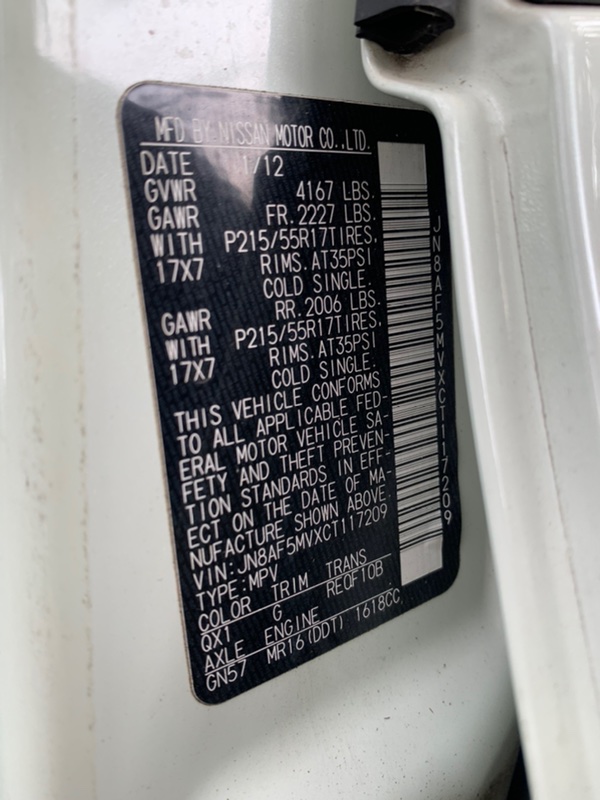 MFD BY NISSAN MOTOR CO.,LTD.
DATE 1/12
GVWR 4167 LBS.
GAWR FR. 2227 LBS.
WITH P215/55R17TIRES,
17X7 RIMS. AT35PSI
COLD SINGLE.
GAWR RR. 2006 LBS.
WITH P215/55R17TIRES,
17X7 RIMS. AT35PSI
COLD SINGLE.
THIS VEHICLE CONFORMS
TO ALL APPLICABLE FED-
ERAL MOTOR VEHICLE SA-
FETY AND THEFT PREVEN-
TION STANDARDS IN EFF-
ECT ON THE DATE OF MA-
NUFACTURE SHOWN ABOVE.
VIN: JN8AF5MVXCT117209
TYPE: MPV
COLOR TRIM TRANS
QX1 G RE0F10B
AXLE ENGINE
GN57 MR16(DDT) 1618CC
JN8AF5MVXCT117209